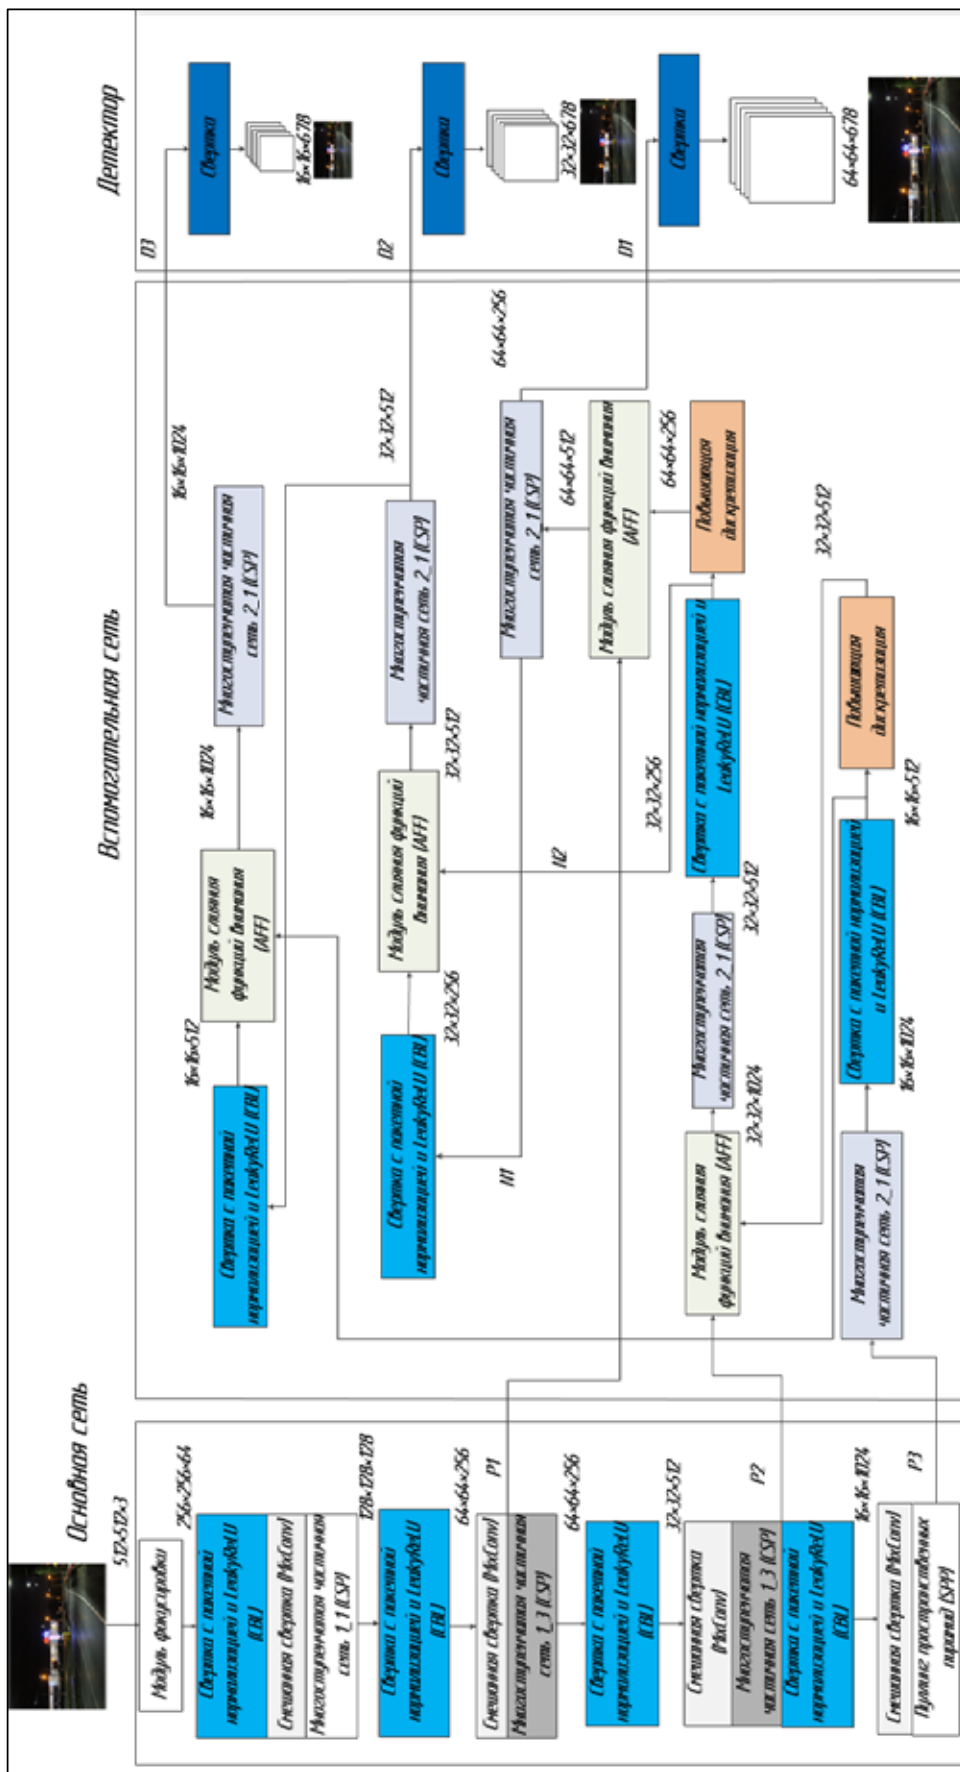 Основная сеть
512×512×3
Модуль фокусировки
256×256×64
Свертка с пакетной
нормализацией и LeakyReLU
(CBL)
Смешанная свертка (MixConv)
Многоступенчатая частичная
сеть 1_1 (CSP)
128×128×128
Свертка с пакетной
нормализацией и LeakyReLU
(CBL)
64×64×256
Смешанная свертка (MixConv)
Многоступенчатая частичная
сеть 1_3 (CSP)
P1
64×64×256
Свертка с пакетной
нормализацией и LeakyReLU
(CBL)
32×32×512
Смешанная свертка
(MixConv)
Многоступенчатая
частичная сеть 1_3 (CSP)
P2
Свертка с пакетной
нормализацией и LeakyReLU
(CBL)
16×16×1024
Смешанная свертка (MixConv)
Пулинг пространственных
пирамид (SPP)
P3
Вспомогательная сеть
Свертка с пакетной
нормализацией и LeakyReLU (CBL)
16×16×512
Модуль слияния
функций внимания
(AFF)
16×16×1024
Многоступенчатая частичная
сеть 2_1 (CSP)
16×16×1024
Свертка с пакетной
нормализацией и LeakyReLU (CBL)
32×32×256
Модуль слияния функций
внимания (AFF)
32×32×512
Многоступенчатая
частичная сеть 2_1 (CSP)
32×32×512
N1
N2
Многоступенчатая частичная
сеть 2_1 (CSP)
64×64×256
64×64×512
Модуль слияния функций внимания
(AFF)
64×64×256
Повышающая
дискретизация
32×32×256
Свертка с пакетной нормализацией и
LeakyReLU (CBL)
32×32×512
Многоступенчатая
частичная сеть 2_1 (CSP)
32×32×1024
Модуль слияния
функций внимания (AFF)
32×32×512
Повышающая
дискретизация
16×16×512
Свертка с пакетной нормализацией
и LeakyReLU (CBL)
16×16×1024
Многоступенчатая
частичная сеть 2_1 (CSP)
Детектор
D3
Свертка
16×16×678
D2
Свертка
32×32×678
D1
Свертка
64×64×678